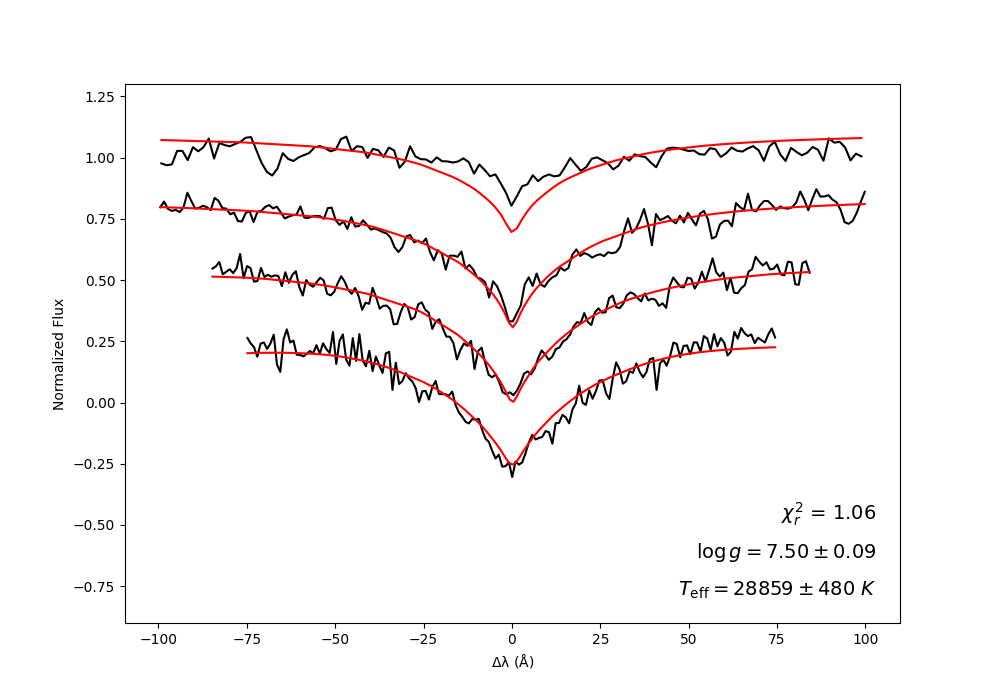 1.25
1.00
0.75
0.50
0.25
0.00
−0.25
−0.50
−0.75
Normalized Flux
χ²ᵣ = 1.06
log g = 7.50 ± 0.09
T_eff = 28859 ± 480 K
−100 −75 −50 −25 0 25 50 75 100
Δλ (Å)